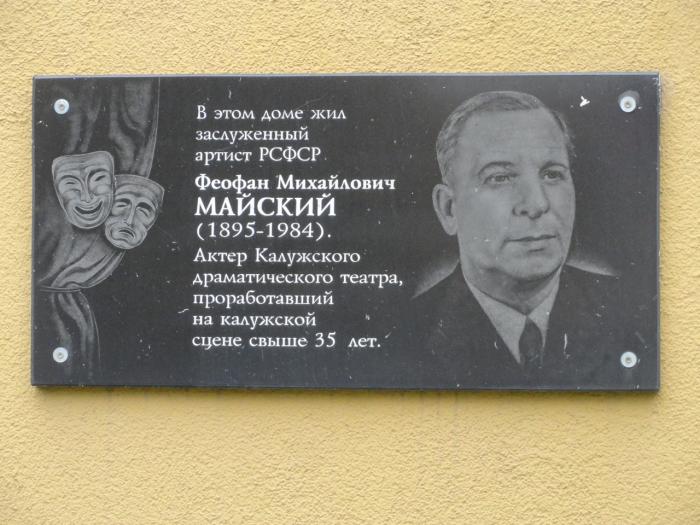 В этом доме жил
заслуженный
артист РСФСР
Феофан Михайлович
МАЙСКИЙ
(1895-1984).
Актер Калужского
драматического театра,
проработавший
на калужской
сцене свыше 35 лет.